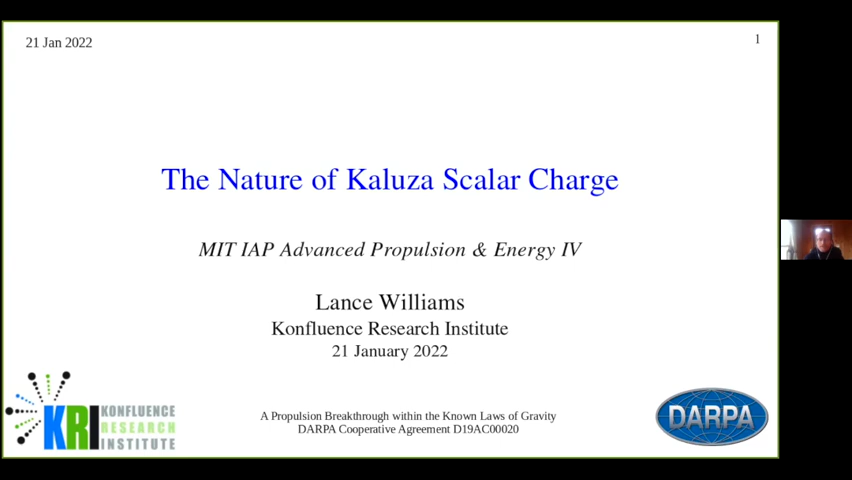 21 Jan 2022
1
The Nature of Kaluza Scalar Charge
MIT IAP Advanced Propulsion & Energy IV
Lance Williams
Konfluence Research Institute
21 January 2022
KRI
KONFLUENCE
RESEARCH
INSTITUTE
A Propulsion Breakthrough within the Known Laws of Gravity
DARPA Cooperative Agreement D19AC00020
DARPA